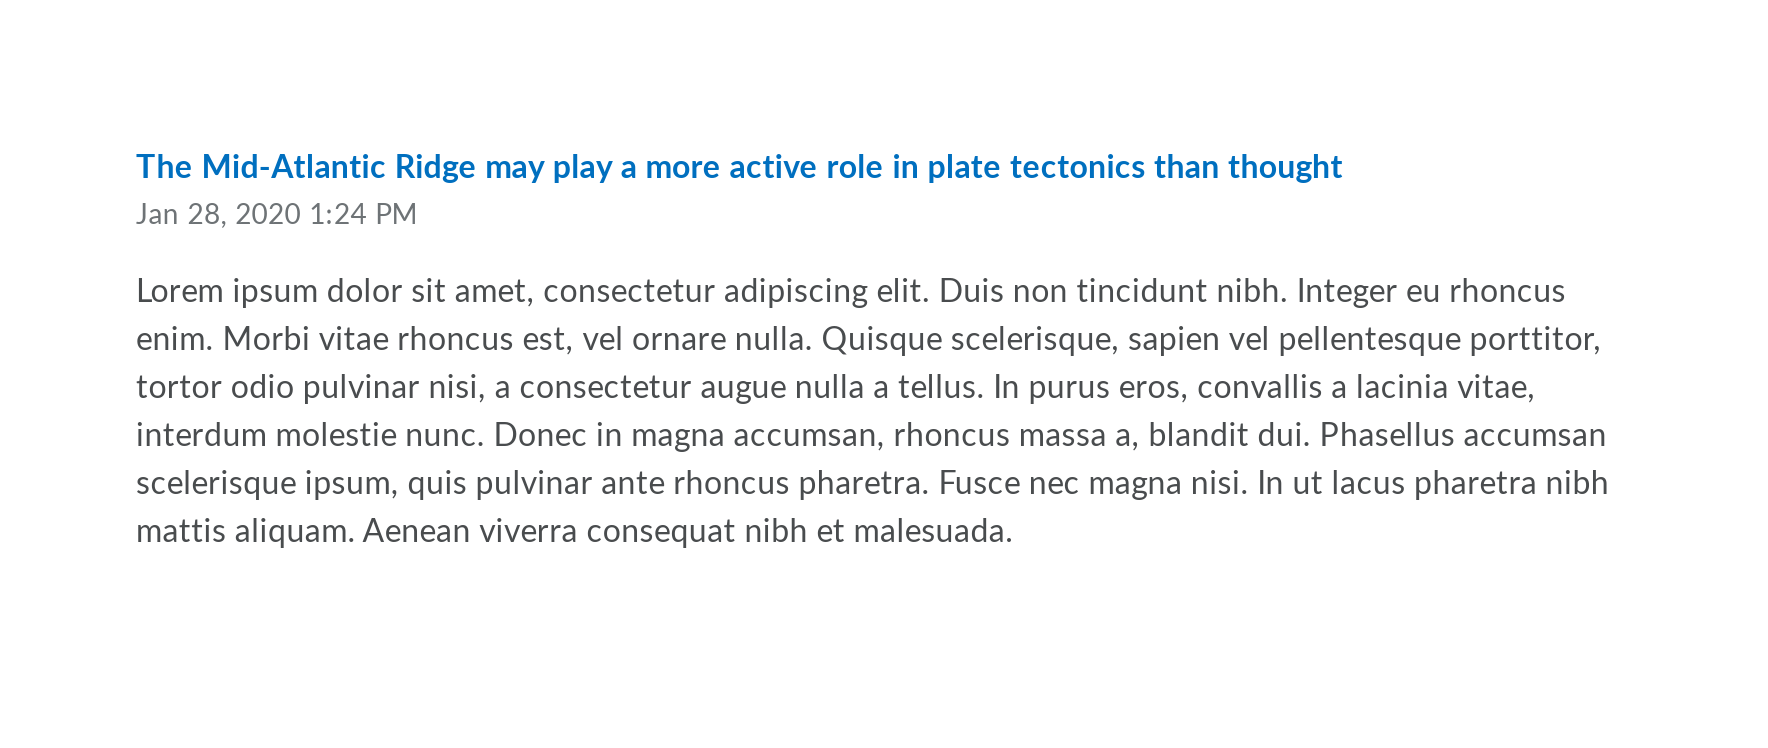 The Mid-Atlantic Ridge may play a more active role in plate tectonics than thought
Jan 28, 2020 1:24 PM
Lorem ipsum dolor sit amet, consectetur adipiscing elit. Duis non tincidunt nibh. Integer eu rhoncus
enim. Morbi vitae rhoncus est, vel ornare nulla. Quisque scelerisque, sapien vel pellentesque porttitor,
tortor odio pulvinar nisi, a consectetur augue nulla a tellus. In purus eros, convallis a lacinia vitae,
interdum molestie nunc. Donec in magna accumsan, rhoncus massa a, blandit dui. Phasellus accumsan
scelerisque ipsum, quis pulvinar ante rhoncus pharetra. Fusce nec magna nisi. In ut lacus pharetra nibh
mattis aliquam. Aenean viverra consequat nibh et malesuada.